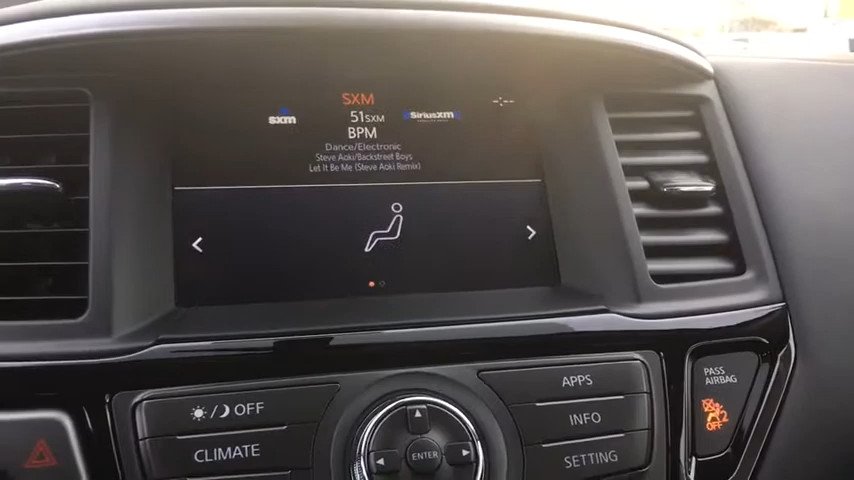 SXM
sxm 51SXM SiriusXM
BPM
Dance/Electronic
Steve Aoki/Backstreet Boys
Let It Be Me (Steve Aoki Remix)
/ OFF
CLIMATE
ENTER
APPS
INFO
SETTING
PASS
AIRBAG
2
OFF